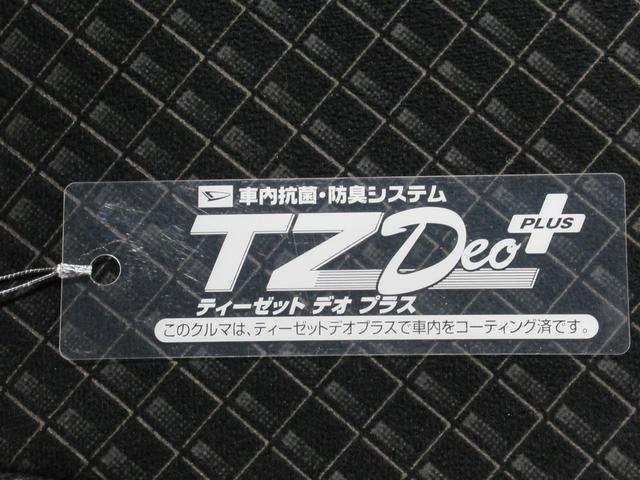 車内抗菌・防臭システム
TZ Deo PLUS
ティーゼット デオ プラス
このクルマは、ティーゼットデオプラスで車内をコーティング済です。